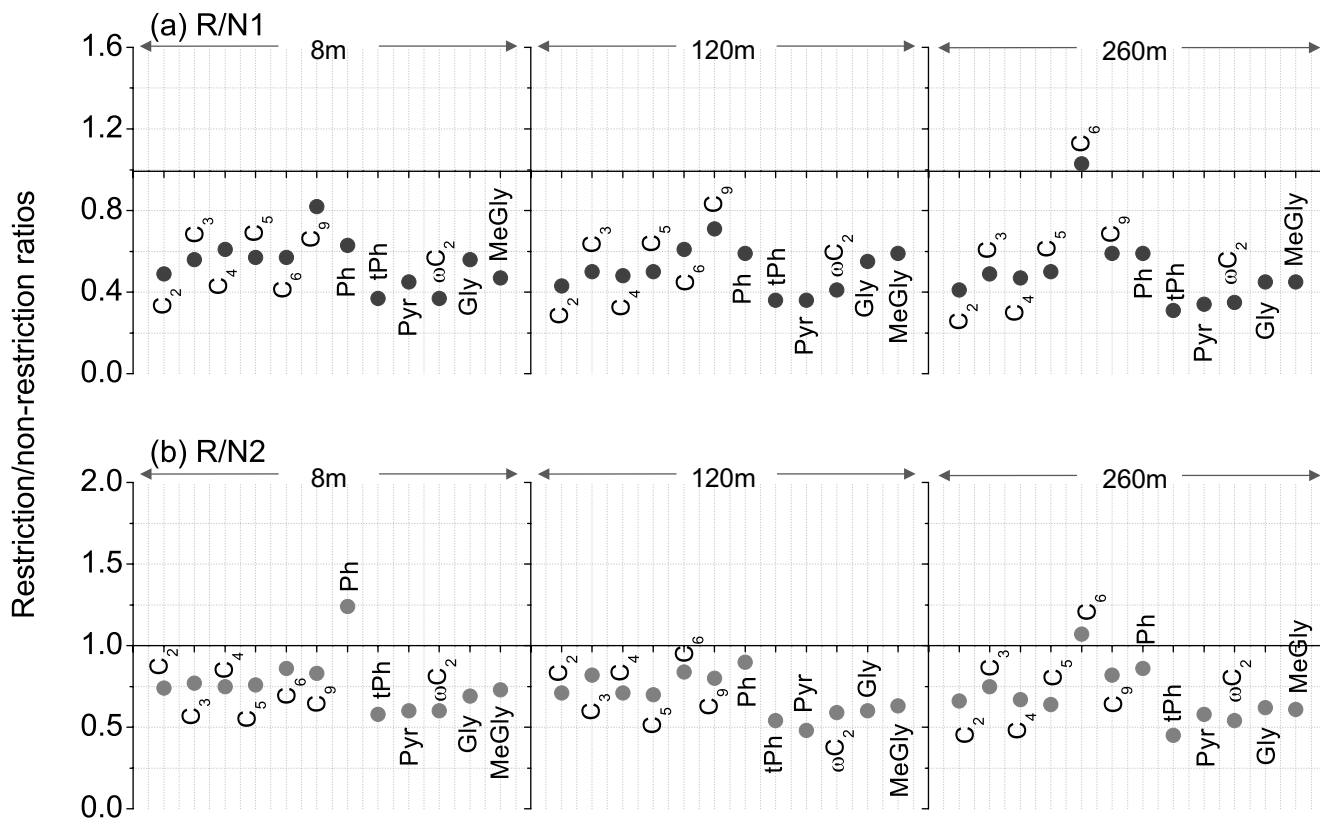 (a) R/N1
8m
120m
260m
1.6
1.2
0.8
0.4
0.0
C2
C3
C4
C5
C6
C9
Ph
tPh
Pyr
ωC2
Gly
MeGly
C2
C3
C4
C5
C6
C9
Ph
tPh
Pyr
ωC2
Gly
MeGly
C2
C3
C4
C5
C6
C9
Ph
tPh
Pyr
ωC2
Gly
MeGly
Restriction/non-restriction ratios
(b) R/N2
8m
120m
260m
2.0
1.5
1.0
0.5
0.0
C2
C3
C4
C5
C6
C9
Ph
tPh
Pyr
ωC2
Gly
MeGly
C2
C3
C4
C5
C6
C9
Ph
tPh
Pyr
ωC2
Gly
MeGly
C2
C3
C4
C5
C6
C9
Ph
tPh
Pyr
ωC2
Gly
MeGly